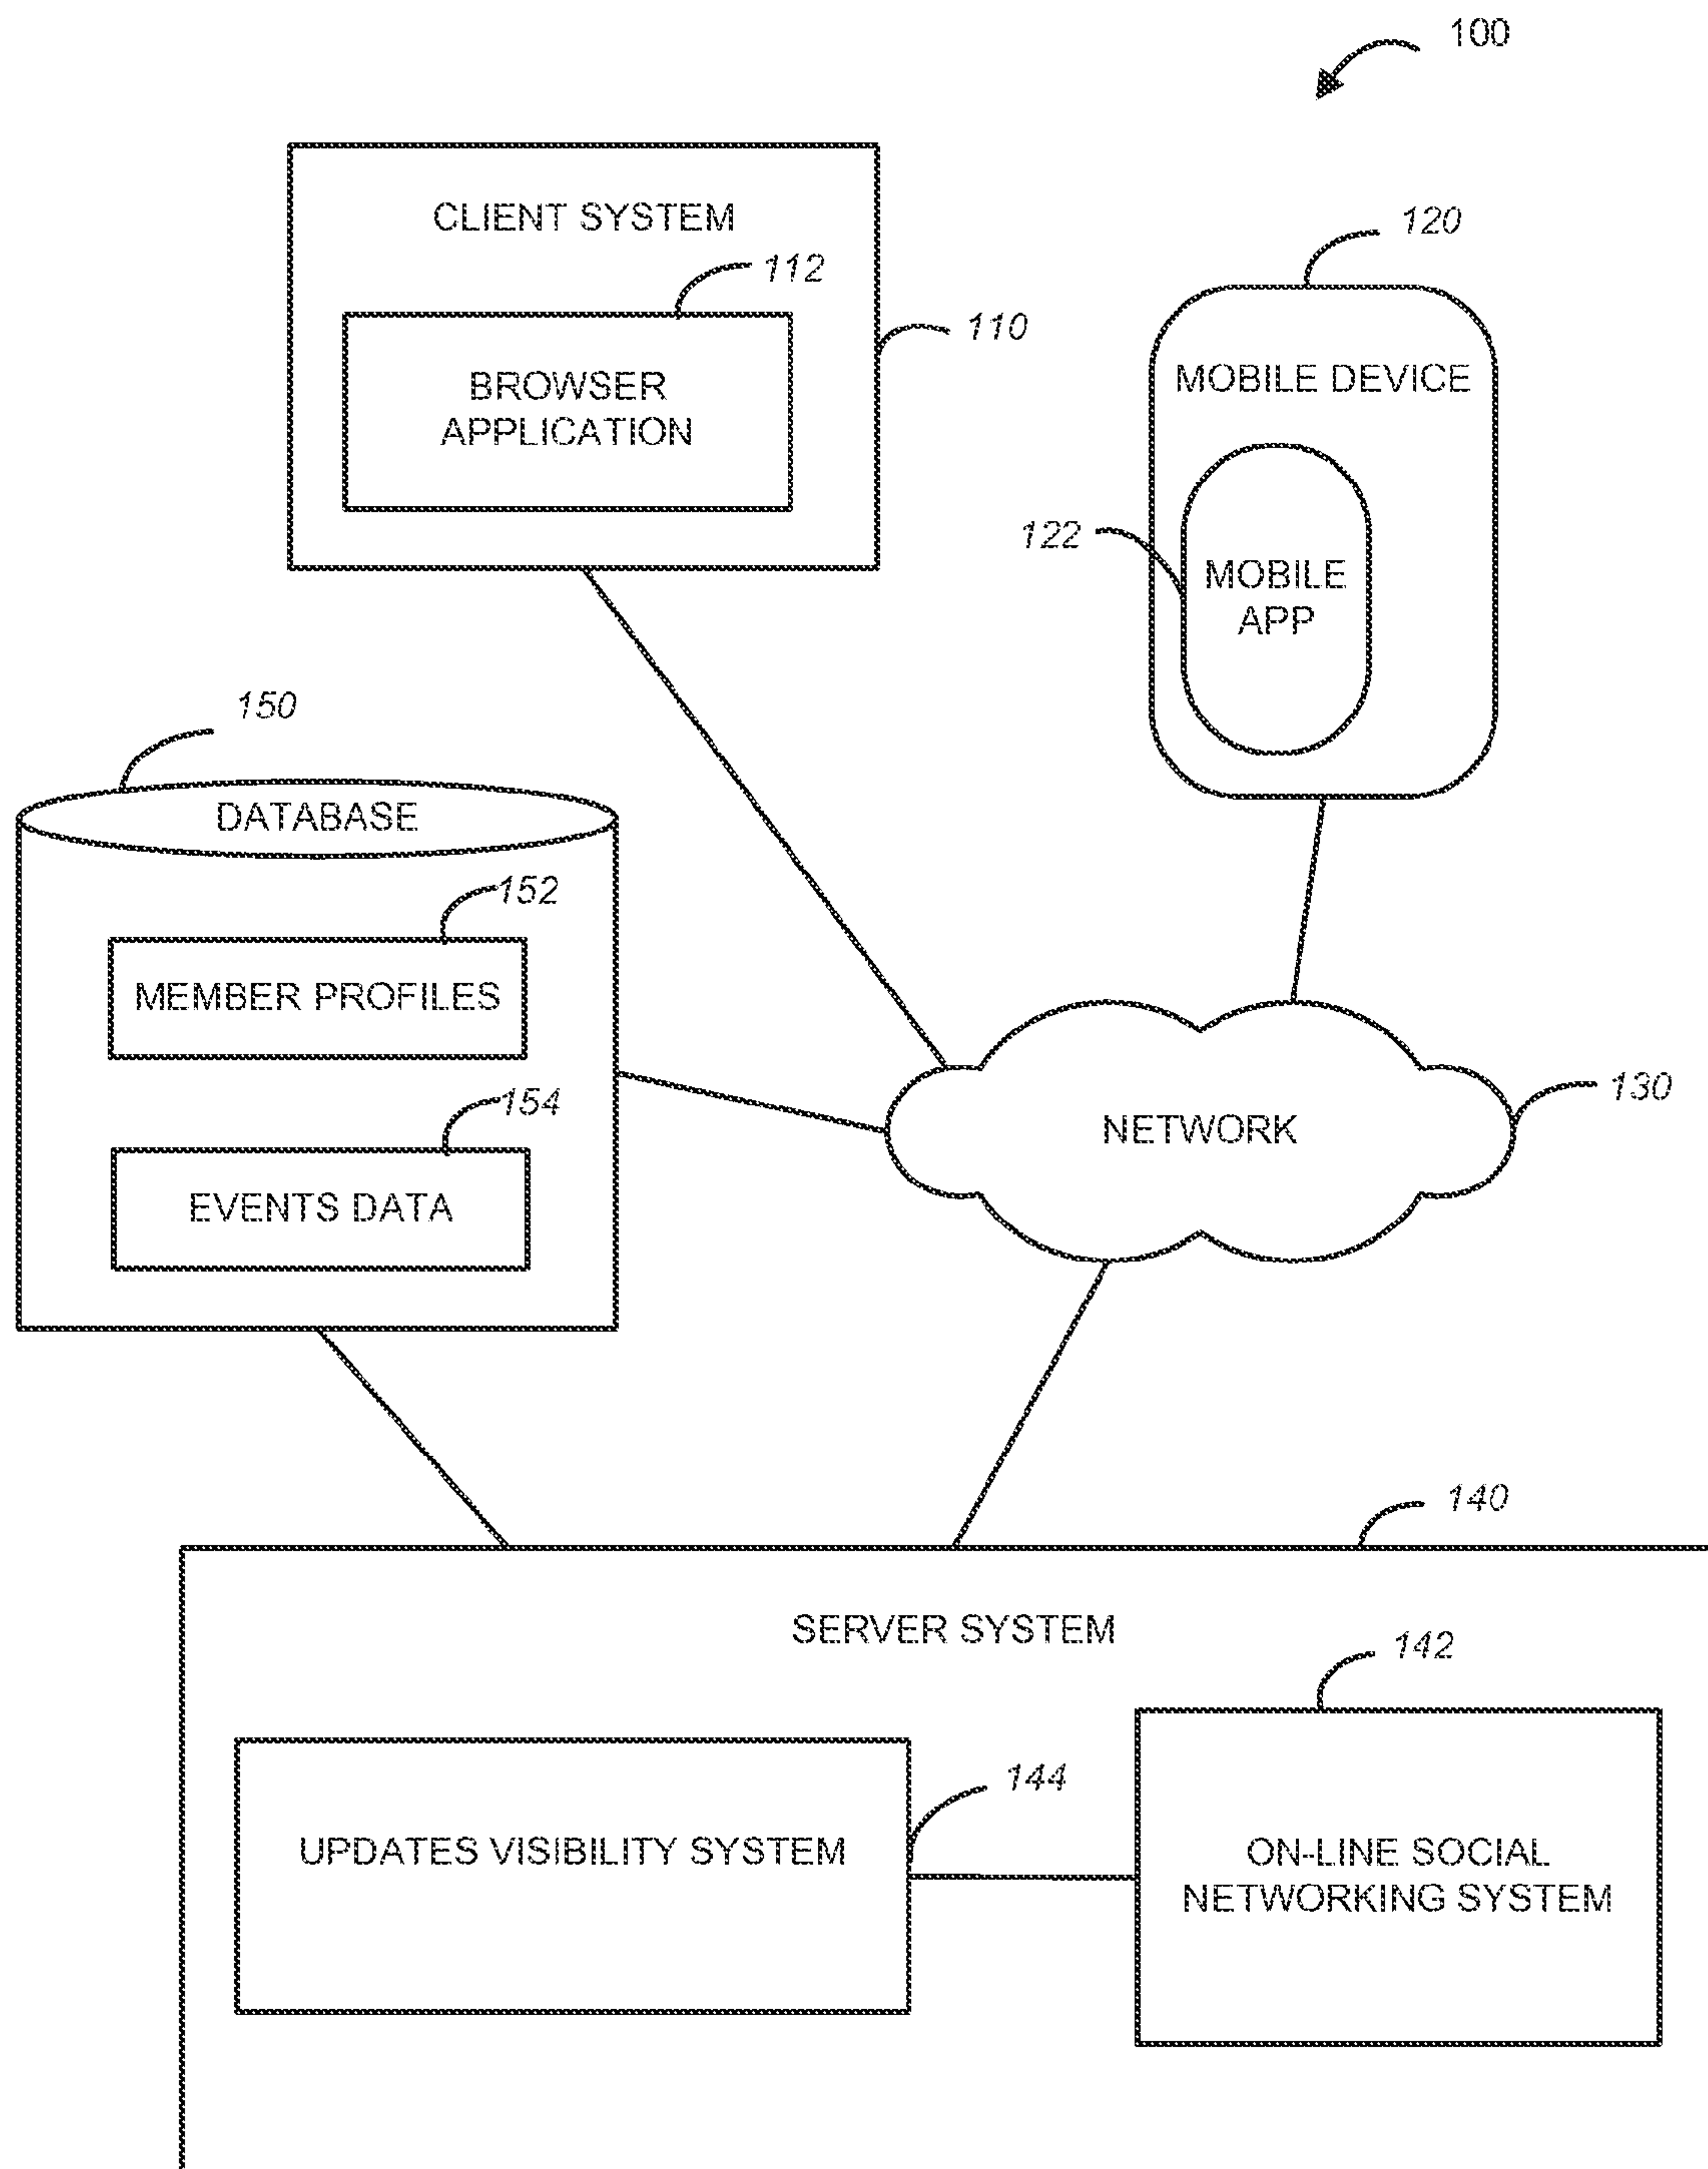 100
CLIENT SYSTEM
112
BROWSER
APPLICATION
110
120
MOBILE DEVICE
122
MOBILE
APP
150
DATABASE
152
MEMBER PROFILES
154
EVENTS DATA
NETWORK
130
140
SERVER SYSTEM
142
144
UPDATES VISIBILITY SYSTEM
ON-LINE SOCIAL
NETWORKING SYSTEM